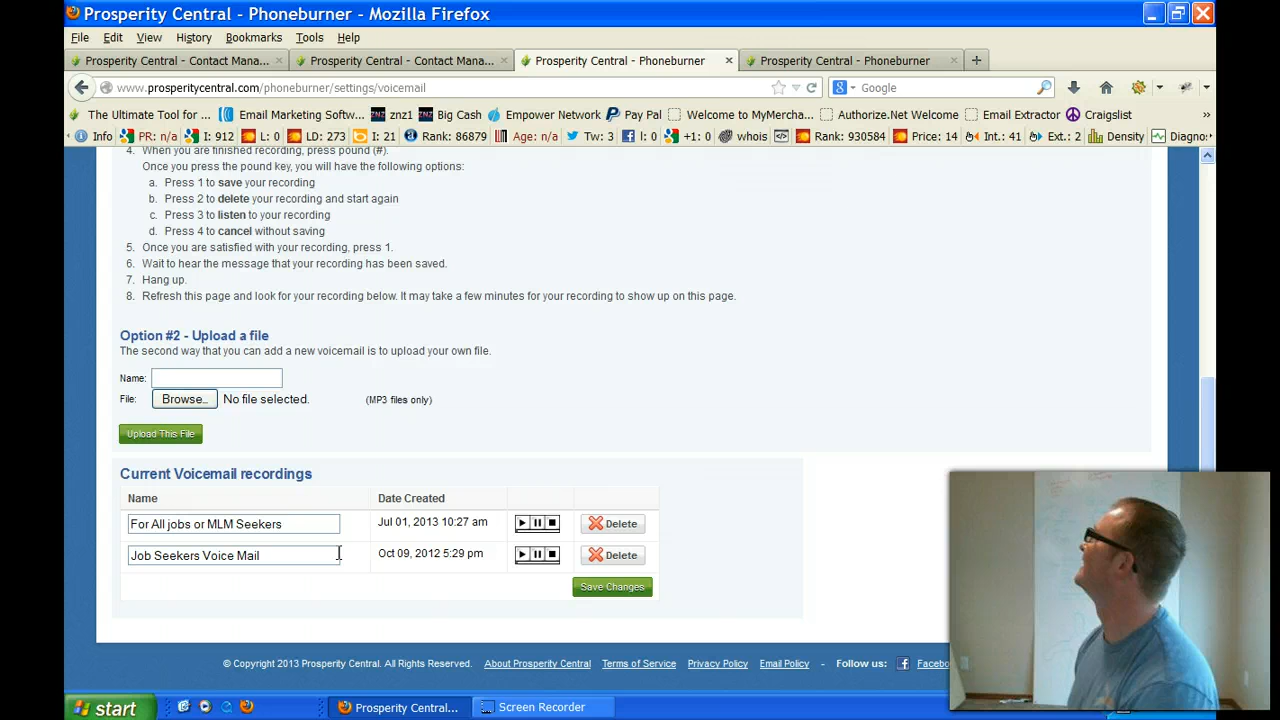 Prosperity Central - Phoneburner - Mozilla Firefox
File Edit View History Bookmarks Tools Help
Prosperity Central - Contact Mana... Prosperity Central - Contact Mana... Prosperity Central - Phoneburner Prosperity Central - Phoneburner
www.prosperitycentral.com/phoneburner/settings/voicemail Google
The Ultimate Tool for ... Email Marketing Softw... znz1 Big Cash Empower Network Pay Pal Welcome to MyMercha... Authorize.Net Welcome Email Extractor Craigslist
Info PR: n/a I: 912 L: 0 LD: 273 I: 21 Rank: 86879 Age: n/a Tw: 3 I: 0 +1: 0 whois Rank: 930584 Price: 14 Int.: 41 Ext.: 2 Density Diagno
4. When you are finished recording, press pound (#).
Once you press the pound key, you will have the following options:
a. Press 1 to save your recording
b. Press 2 to delete your recording and start again
c. Press 3 to listen to your recording
d. Press 4 to cancel without saving
5. Once you are satisfied with your recording, press 1.
6. Wait to hear the message that your recording has been saved.
7. Hang up.
8. Refresh this page and look for your recording below. It may take a few minutes for your recording to show up on this page.
Option #2 - Upload a file
The second way that you can add a new voicemail is to upload your own file.
Name:
File: Browse... No file selected. (MP3 files only)
Upload This File
Current Voicemail recordings
Name Date Created
For All jobs or MLM Seekers Jul 01, 2013 10:27 am Delete
Job Seekers Voice Mail Oct 09, 2012 5:29 pm Delete
Save Changes
© Copyright 2013 Prosperity Central. All Rights Reserved. About Prosperity Central Terms of Service Privacy Policy Email Policy - Follow us: Facebo
start Prosperity Central... Screen Recorder